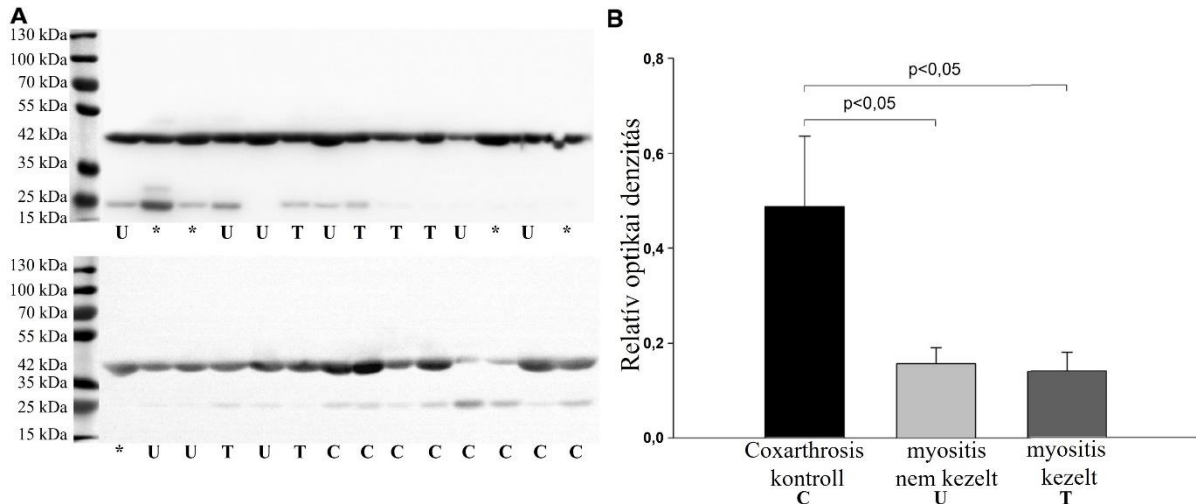 A
130 kDa
100 kDa
70 kDa
55 kDa
42 kDa
35 kDa
25 kDa
15 kDa
U * * U U T U T T T U * U *
130 kDa
100 kDa
70 kDa
55 kDa
42 kDa
35 kDa
25 kDa
15 kDa
* U U T U T C C C C C C C C
B
Relatív optikai denzitás
0,8
0,6
0,4
0,2
0,0
p<0,05
p<0,05
Coxarthrosis kontroll C
myositis nem kezelt U
myositis kezelt T